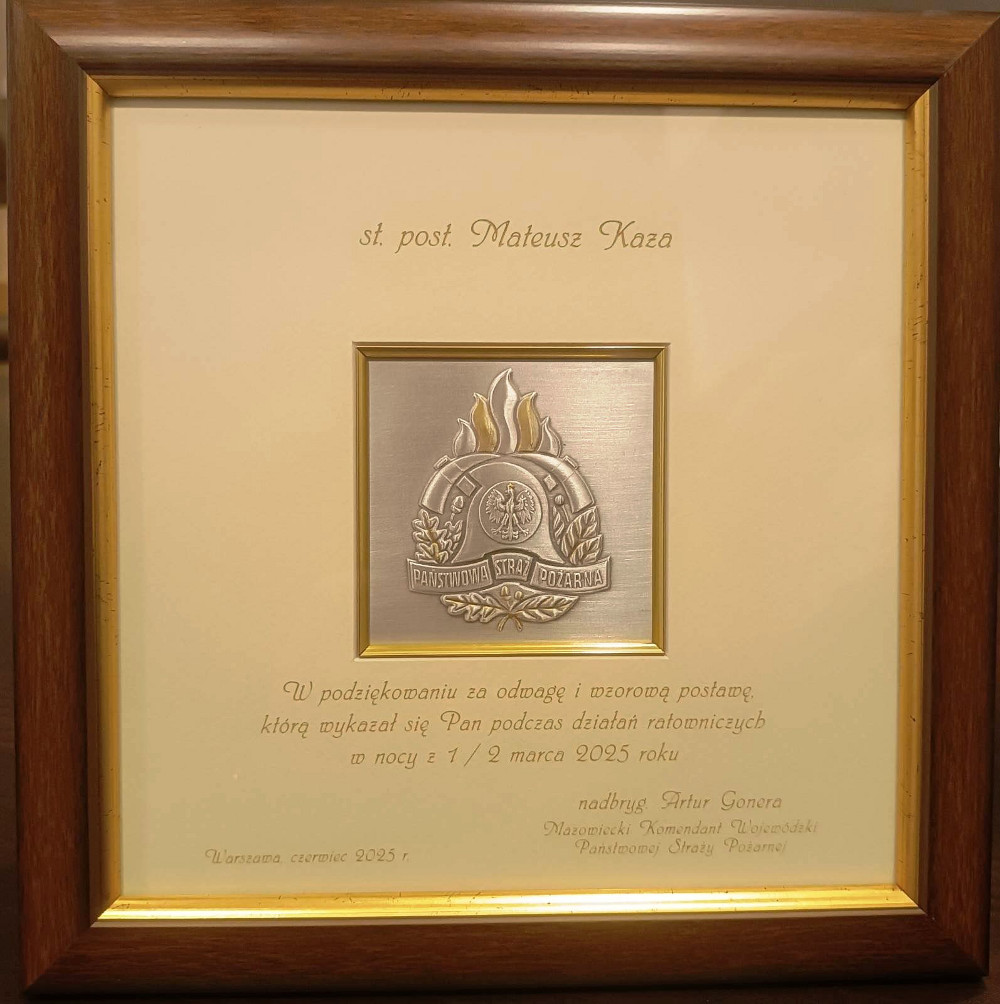 st. post. Mateusz Kaza
PAŃSTWOWA STRAŻ POŻARNA
W podziękowaniu za odwagę i wzorową postawę,
którą wykazał się Pan podczas działań ratowniczych
w nocy z 1 / 2 marca 2025 roku
nadbryg. Artur Gonera
Mazowiecki Komendant Wojewódzki
Państwowej Straży Pożarnej
Warszawa, czerwiec 2025 r.